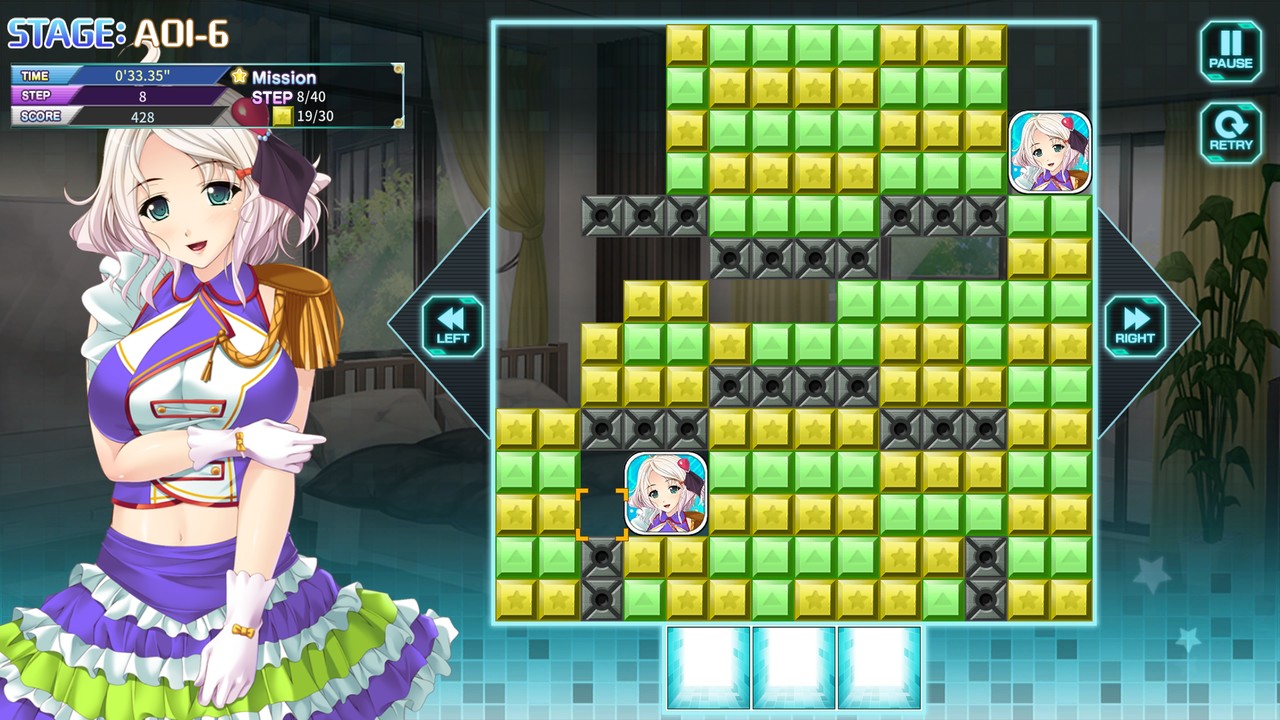 STAGE: AOI-6
TIME 0'33.35"
STEP 8
SCORE 428
Mission
STEP 8/40
19/30
PAUSE
RETRY
LEFT
RIGHT